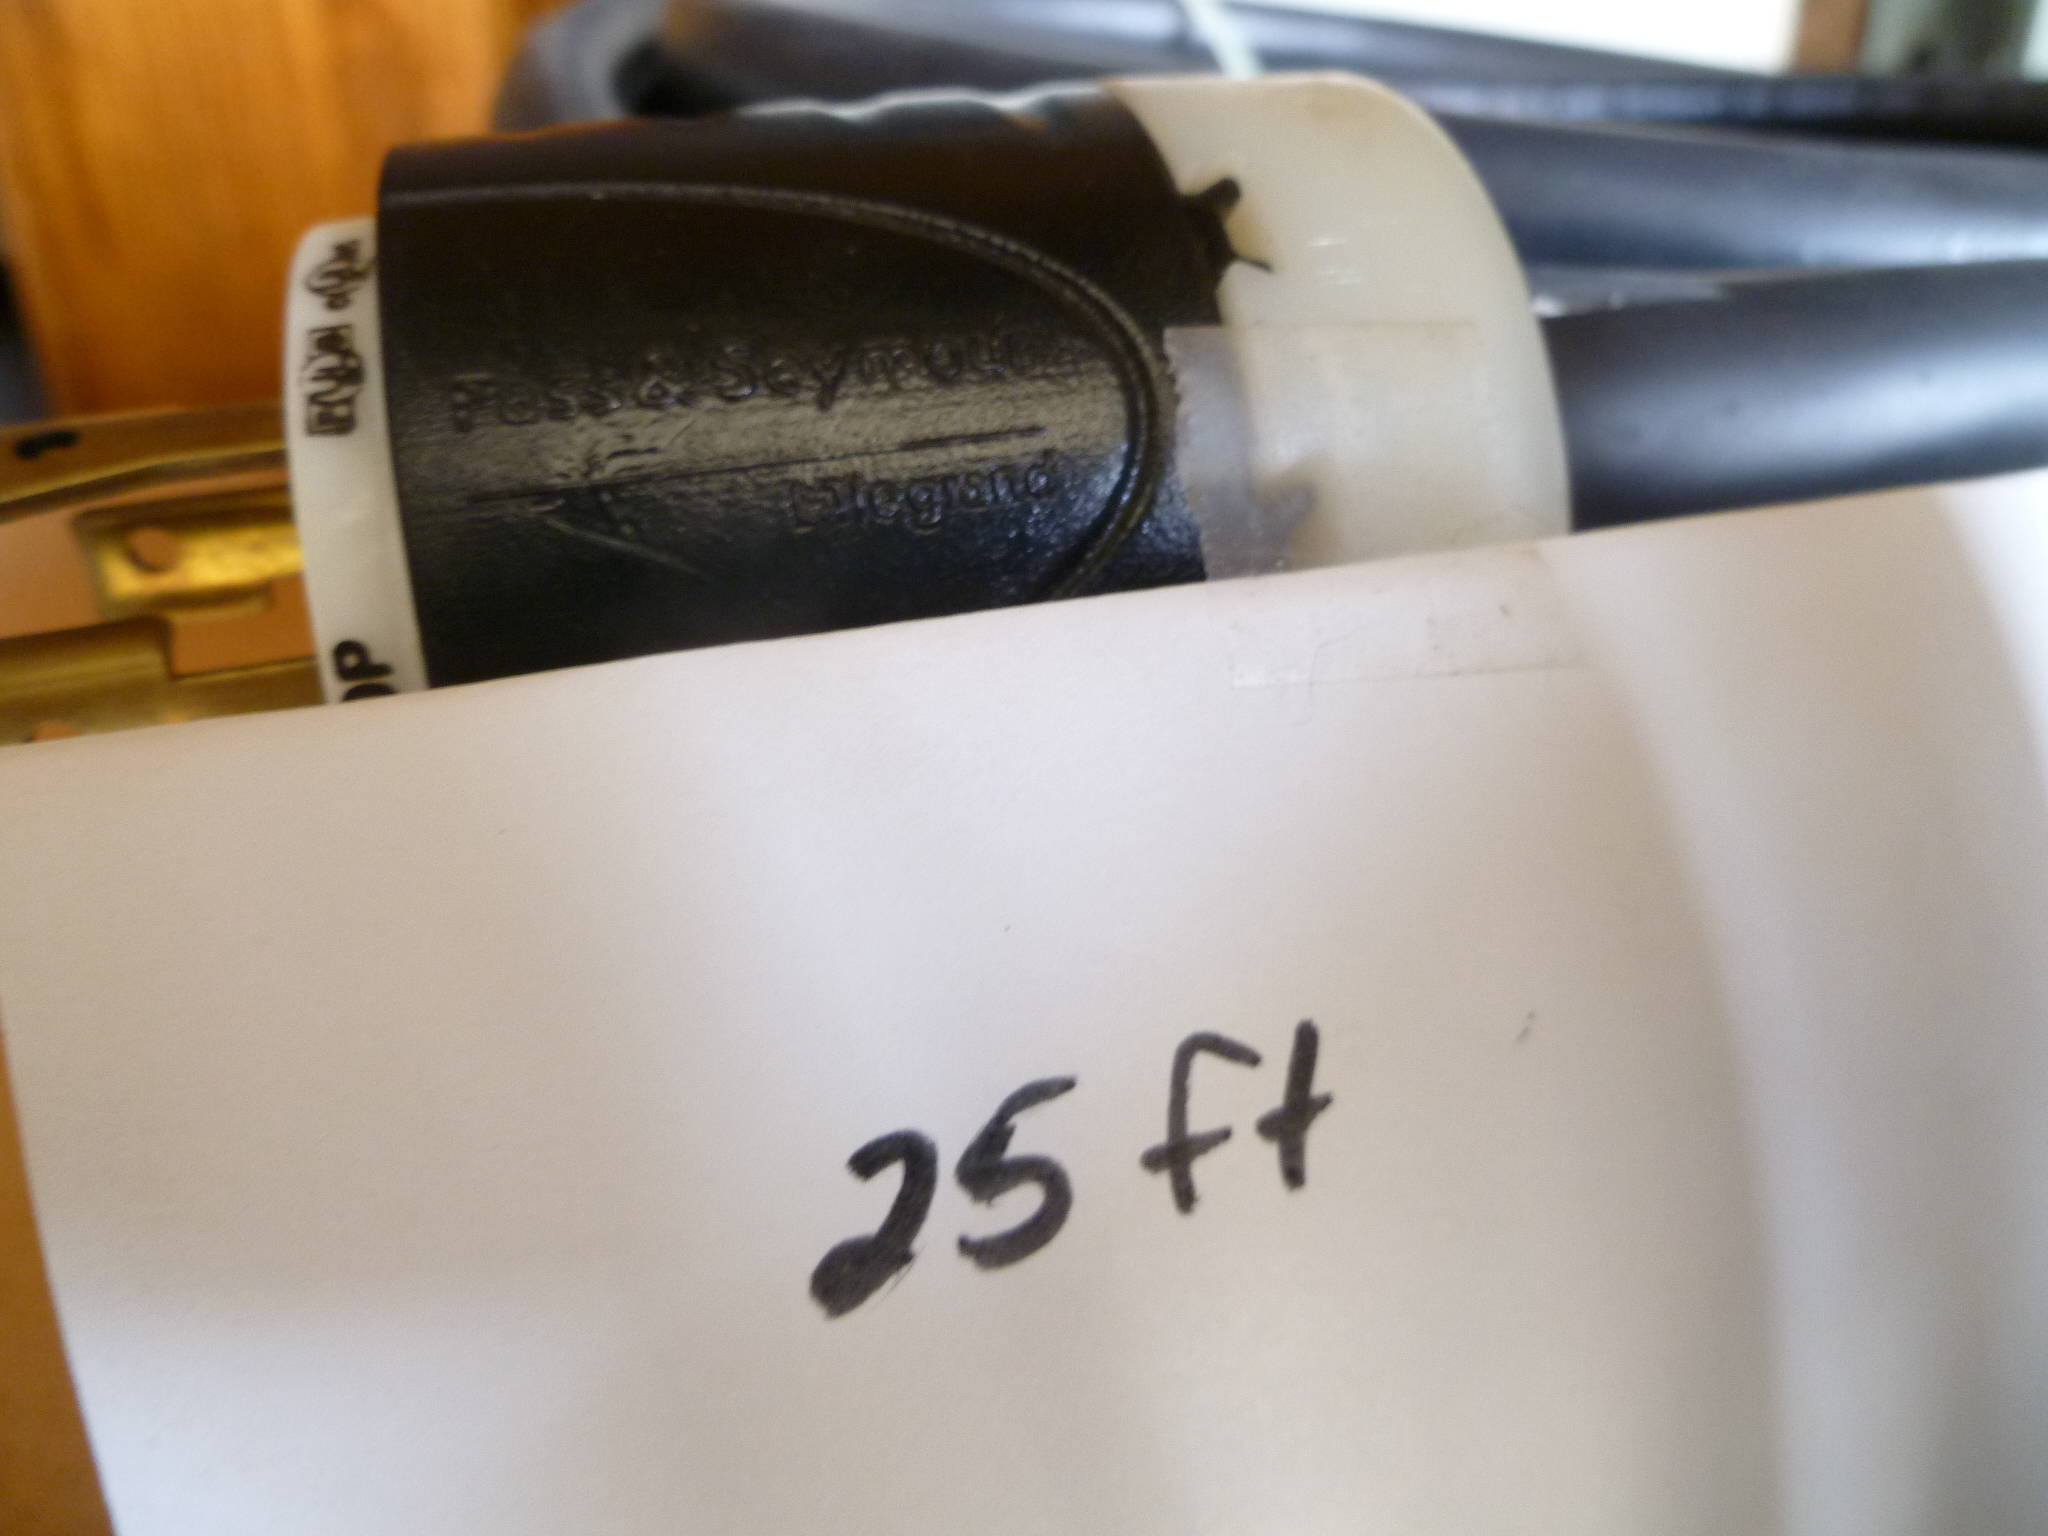 Pass & Seymour
legrand
25 ft